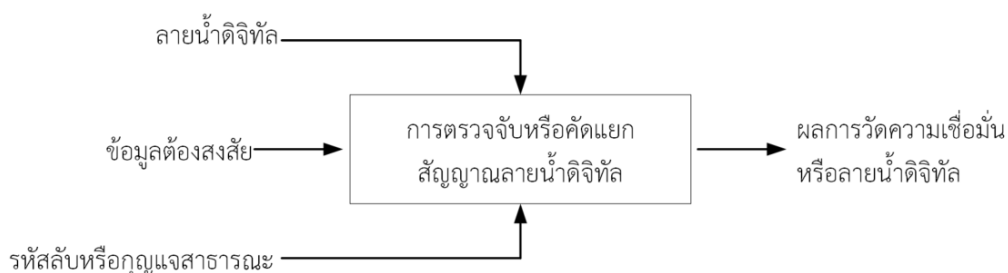 ลายน้ำดิจิทัล
ข้อมูลต้องสงสัย
การตรวจจับหรือคัดแยก
สัญญาณลายน้ำดิจิทัล
ผลการวัดความเชื่อมั่น
หรือลายน้ำดิจิทัล
รหัสลับหรือกุญแจสาธารณะ